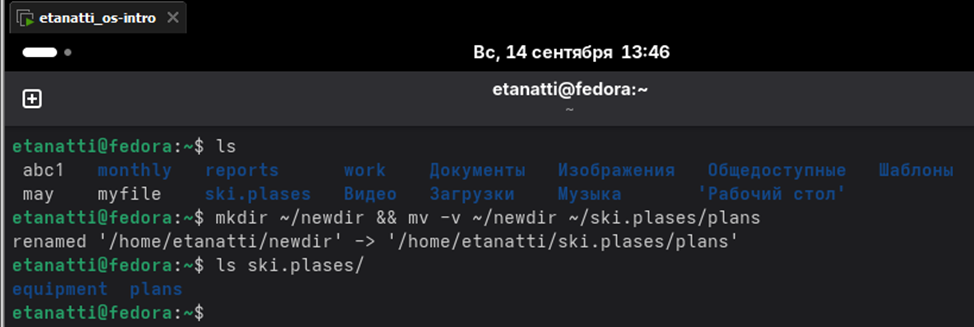 etanatti_os-intro
Вс, 14 сентября 13:46
etanatti@fedora:~
~
etanatti@fedora:~$ ls
abc1 monthly reports work Документы Изображения Общедоступные Шаблоны
may myfile ski.plases Видео Загрузки Музыка 'Рабочий стол'
etanatti@fedora:~$ mkdir ~/newdir && mv -v ~/newdir ~/ski.plases/plans
renamed '/home/etanatti/newdir' -> '/home/etanatti/ski.plases/plans'
etanatti@fedora:~$ ls ski.plases/
equipment plans
etanatti@fedora:~$